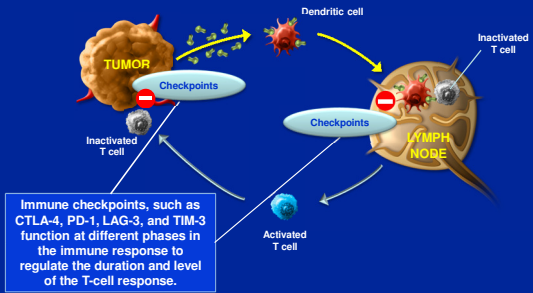 Dendritic cell
Inactivated
T cell
TUMOR
Checkpoints
Checkpoints
Inactivated
T cell
LYMPH
NODE
Immune checkpoints, such as
CTLA-4, PD-1, LAG-3, and TIM-3
function at different phases in
the immune response to
regulate the duration and level
of the T-cell response.
Activated
T cell